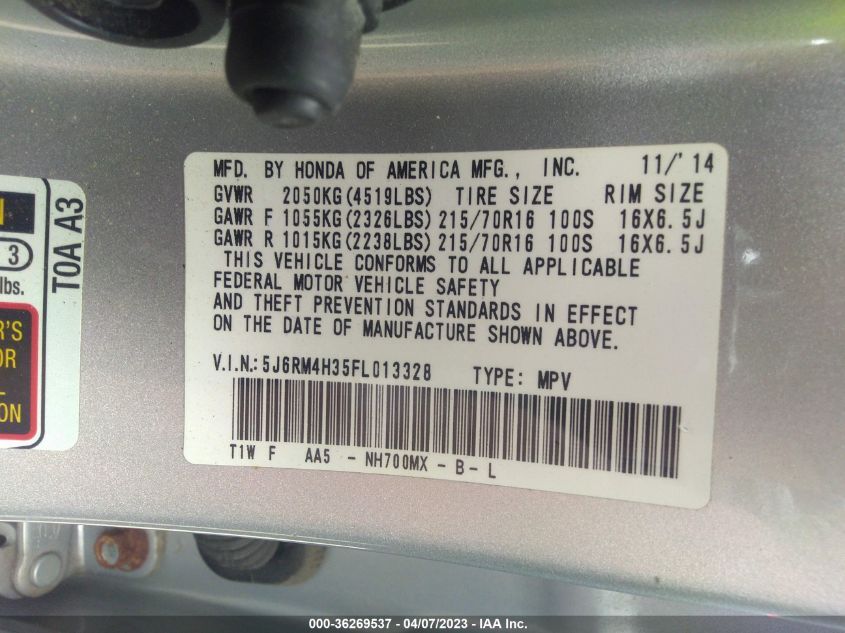 MFD. BY HONDA OF AMERICA MFG., INC. 11/'14
GVWR 2050KG(4519LBS) TIRE SIZE RIM SIZE
GAWR F 1055KG(2326LBS) 215/70R16 100S 16X6.5J
GAWR R 1015KG(2238LBS) 215/70R16 100S 16X6.5J
THIS VEHICLE CONFORMS TO ALL APPLICABLE
FEDERAL MOTOR VEHICLE SAFETY
AND THEFT PREVENTION STANDARDS IN EFFECT
ON THE DATE OF MANUFACTURE SHOWN ABOVE.
V.I.N.: 5J6RM4H35FL013328 TYPE: MPV
T1W F AA5 - NH700MX - B - L
3
lbs.
TOA A3
000-36269537 - 04/07/2023 - IAA Inc.